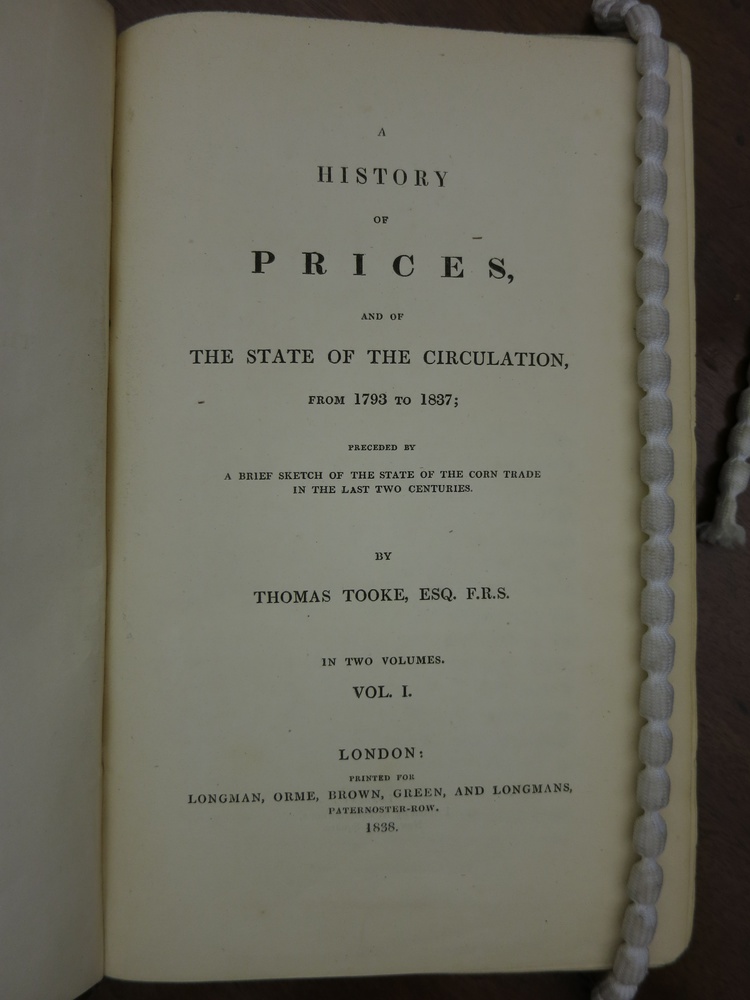 A
HISTORY
OF
PRICES,
AND OF
THE STATE OF THE CIRCULATION,
FROM 1793 TO 1837;
PRECEDED BY
A BRIEF SKETCH OF THE STATE OF THE CORN TRADE
IN THE LAST TWO CENTURIES.
BY
THOMAS TOOKE, ESQ. F.R.S.
IN TWO VOLUMES.
VOL. I.
LONDON:
PRINTED FOR
LONGMAN, ORME, BROWN, GREEN, AND LONGMANS,
PATERNOSTER-ROW.
1838.